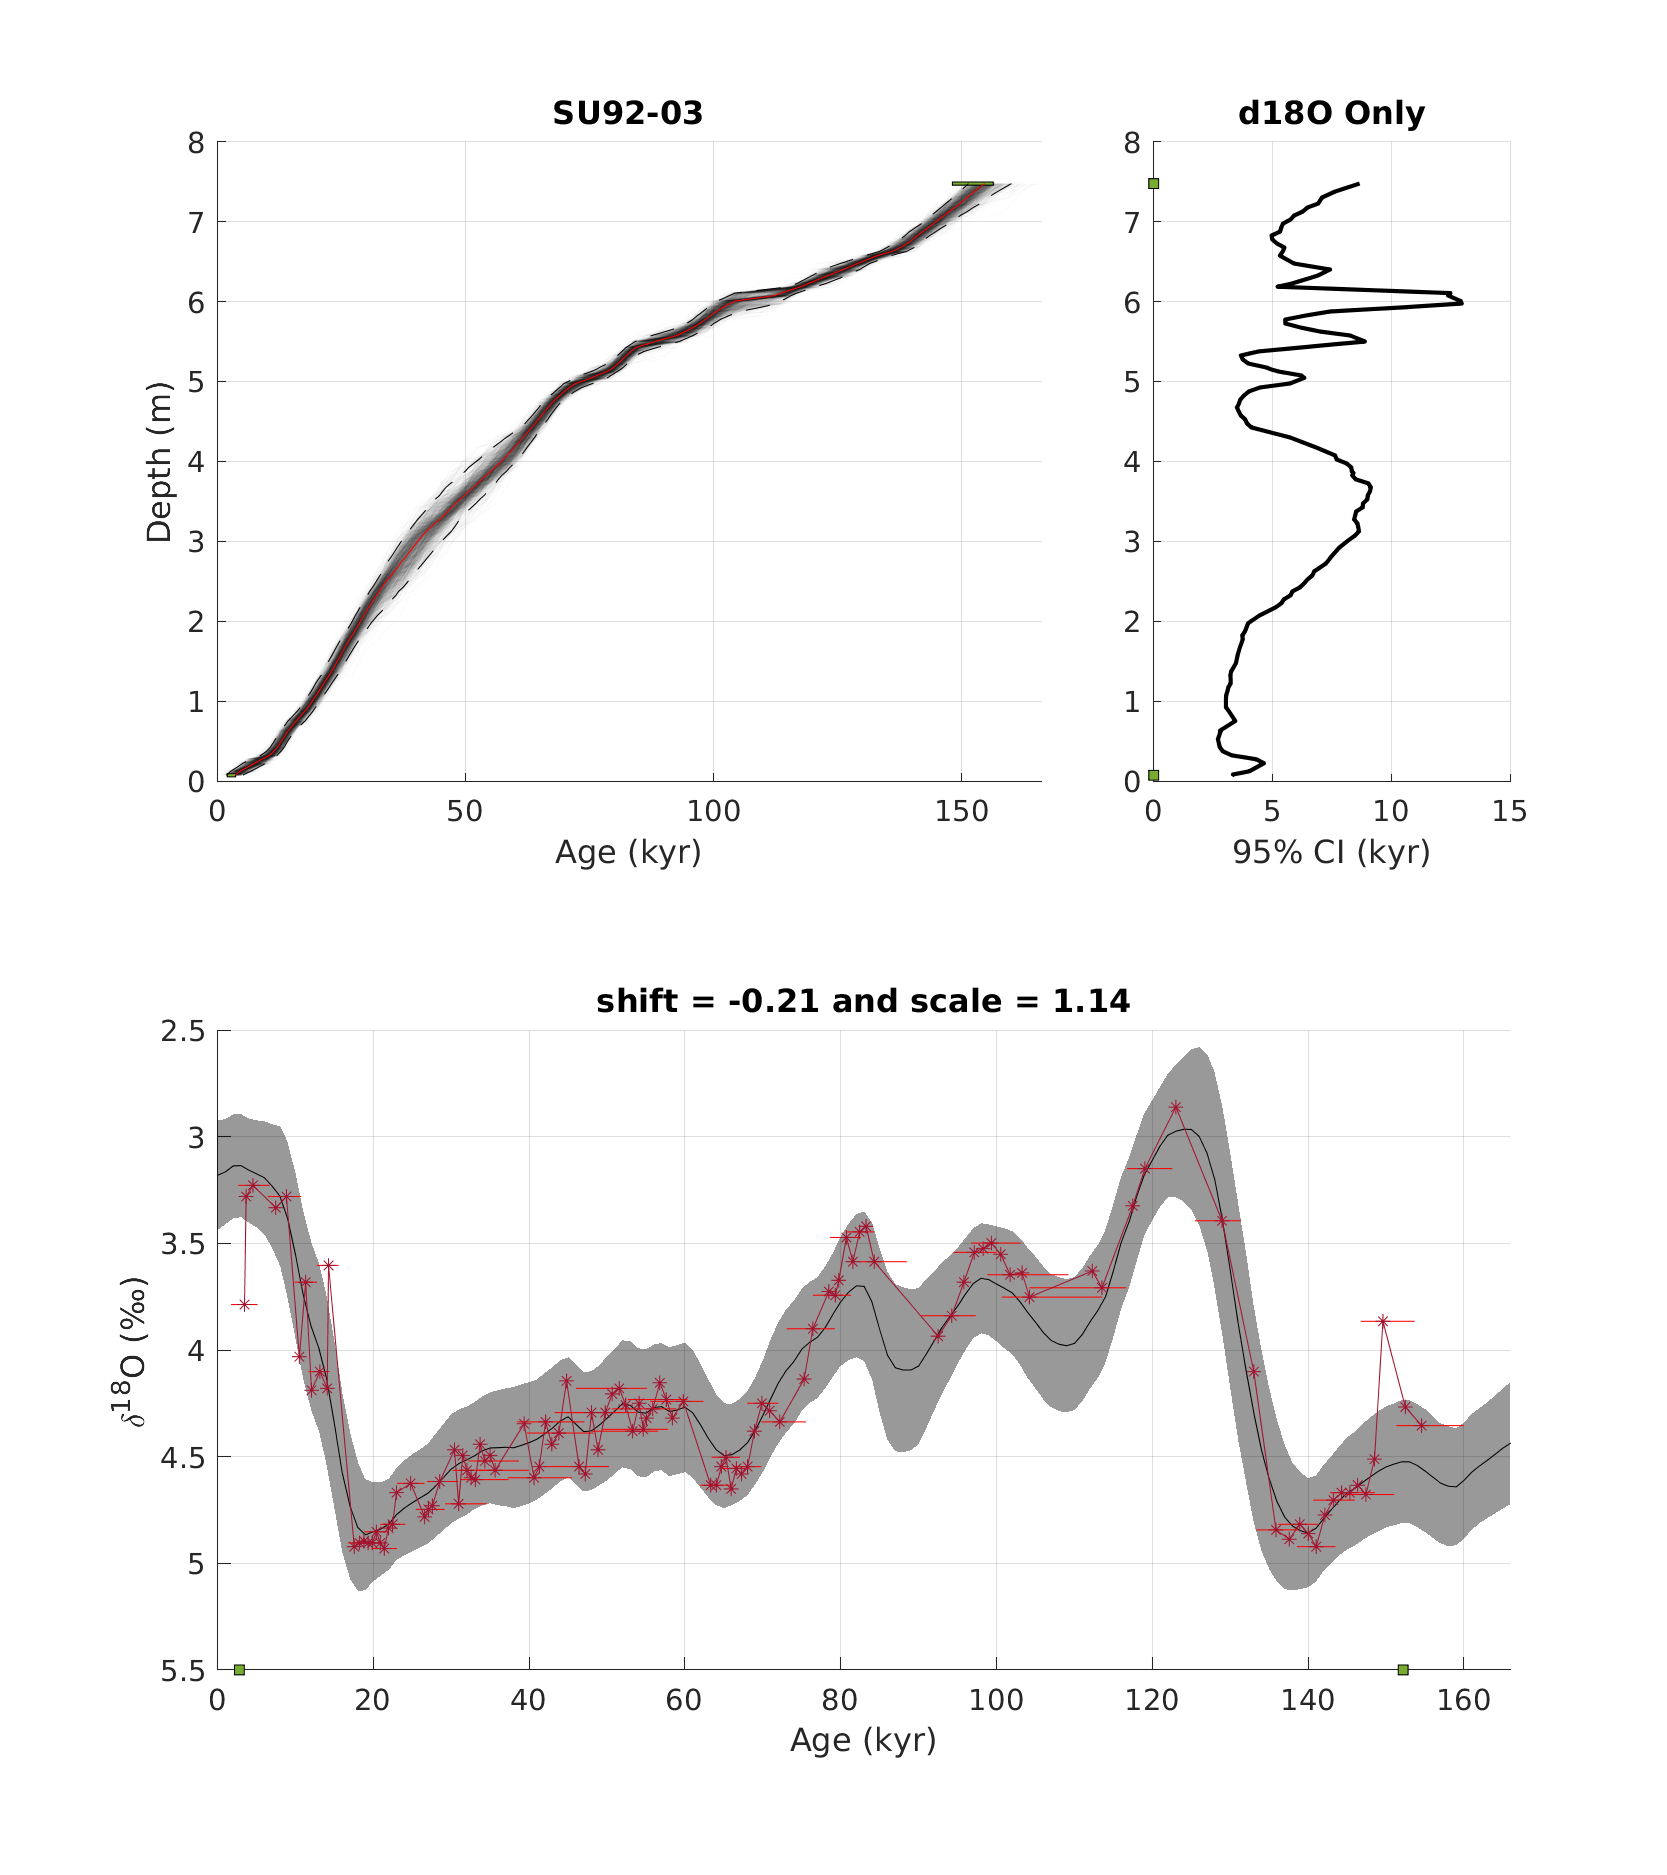 SU92-03
d18O Only
8
7
6
5
4
3
2
1
0
Depth (m)
0 50 100 150
Age (kyr)
8
7
6
5
4
3
2
1
0
0 5 10 15
95% CI (kyr)
shift = -0.21 and scale = 1.14
2.5
3
3.5
4
4.5
5
5.5
δ18O (‰)
0 20 40 60 80 100 120 140 160
Age (kyr)